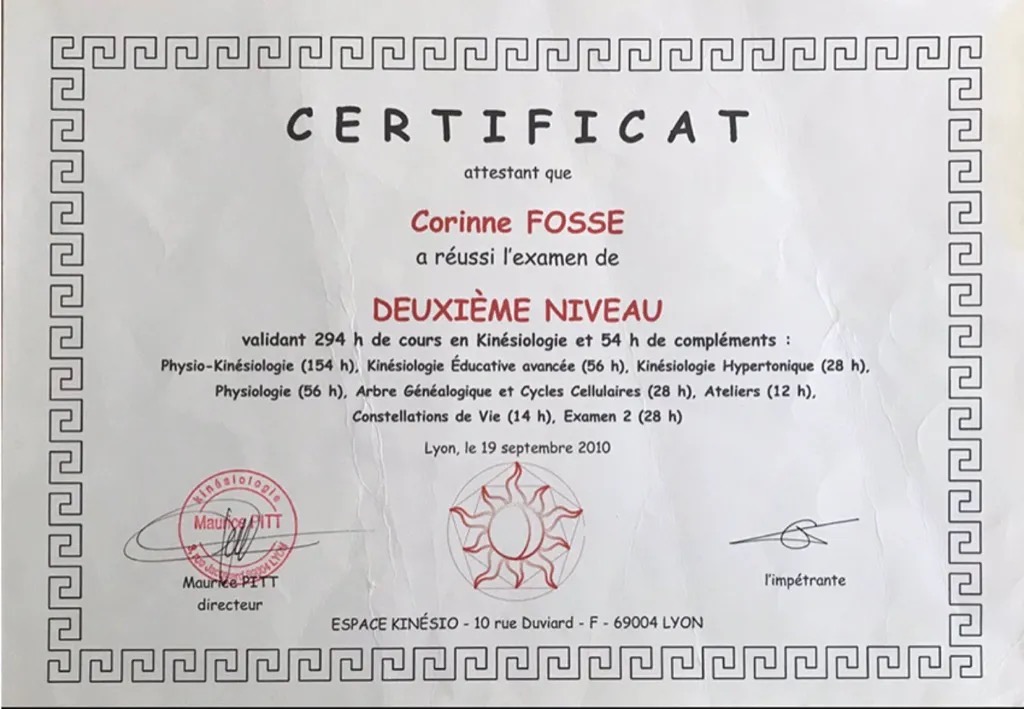 CERTIFICAT
attestant que
Corinne FOSSE
a réussi l'examen de
DEUXIÈME NIVEAU
validant 294 h de cours en Kinésiologie et 54 h de compléments :
Physio-Kinésiologie (154 h), Kinésiologie Éducative avancée (56 h), Kinésiologie Hypertonique (28 h),
Physiologie (56 h), Arbre Généalogique et Cycles Cellulaires (28 h), Ateliers (12 h),
Constellations de Vie (14 h), Examen 2 (28 h)
Lyon, le 19 septembre 2010
kinésiologie
Maurice PITT
rue 69004 LYON
Maurice PITT
directeur
l'impétrante
ESPACE KINÉSIO - 10 rue Duviard - F - 69004 LYON